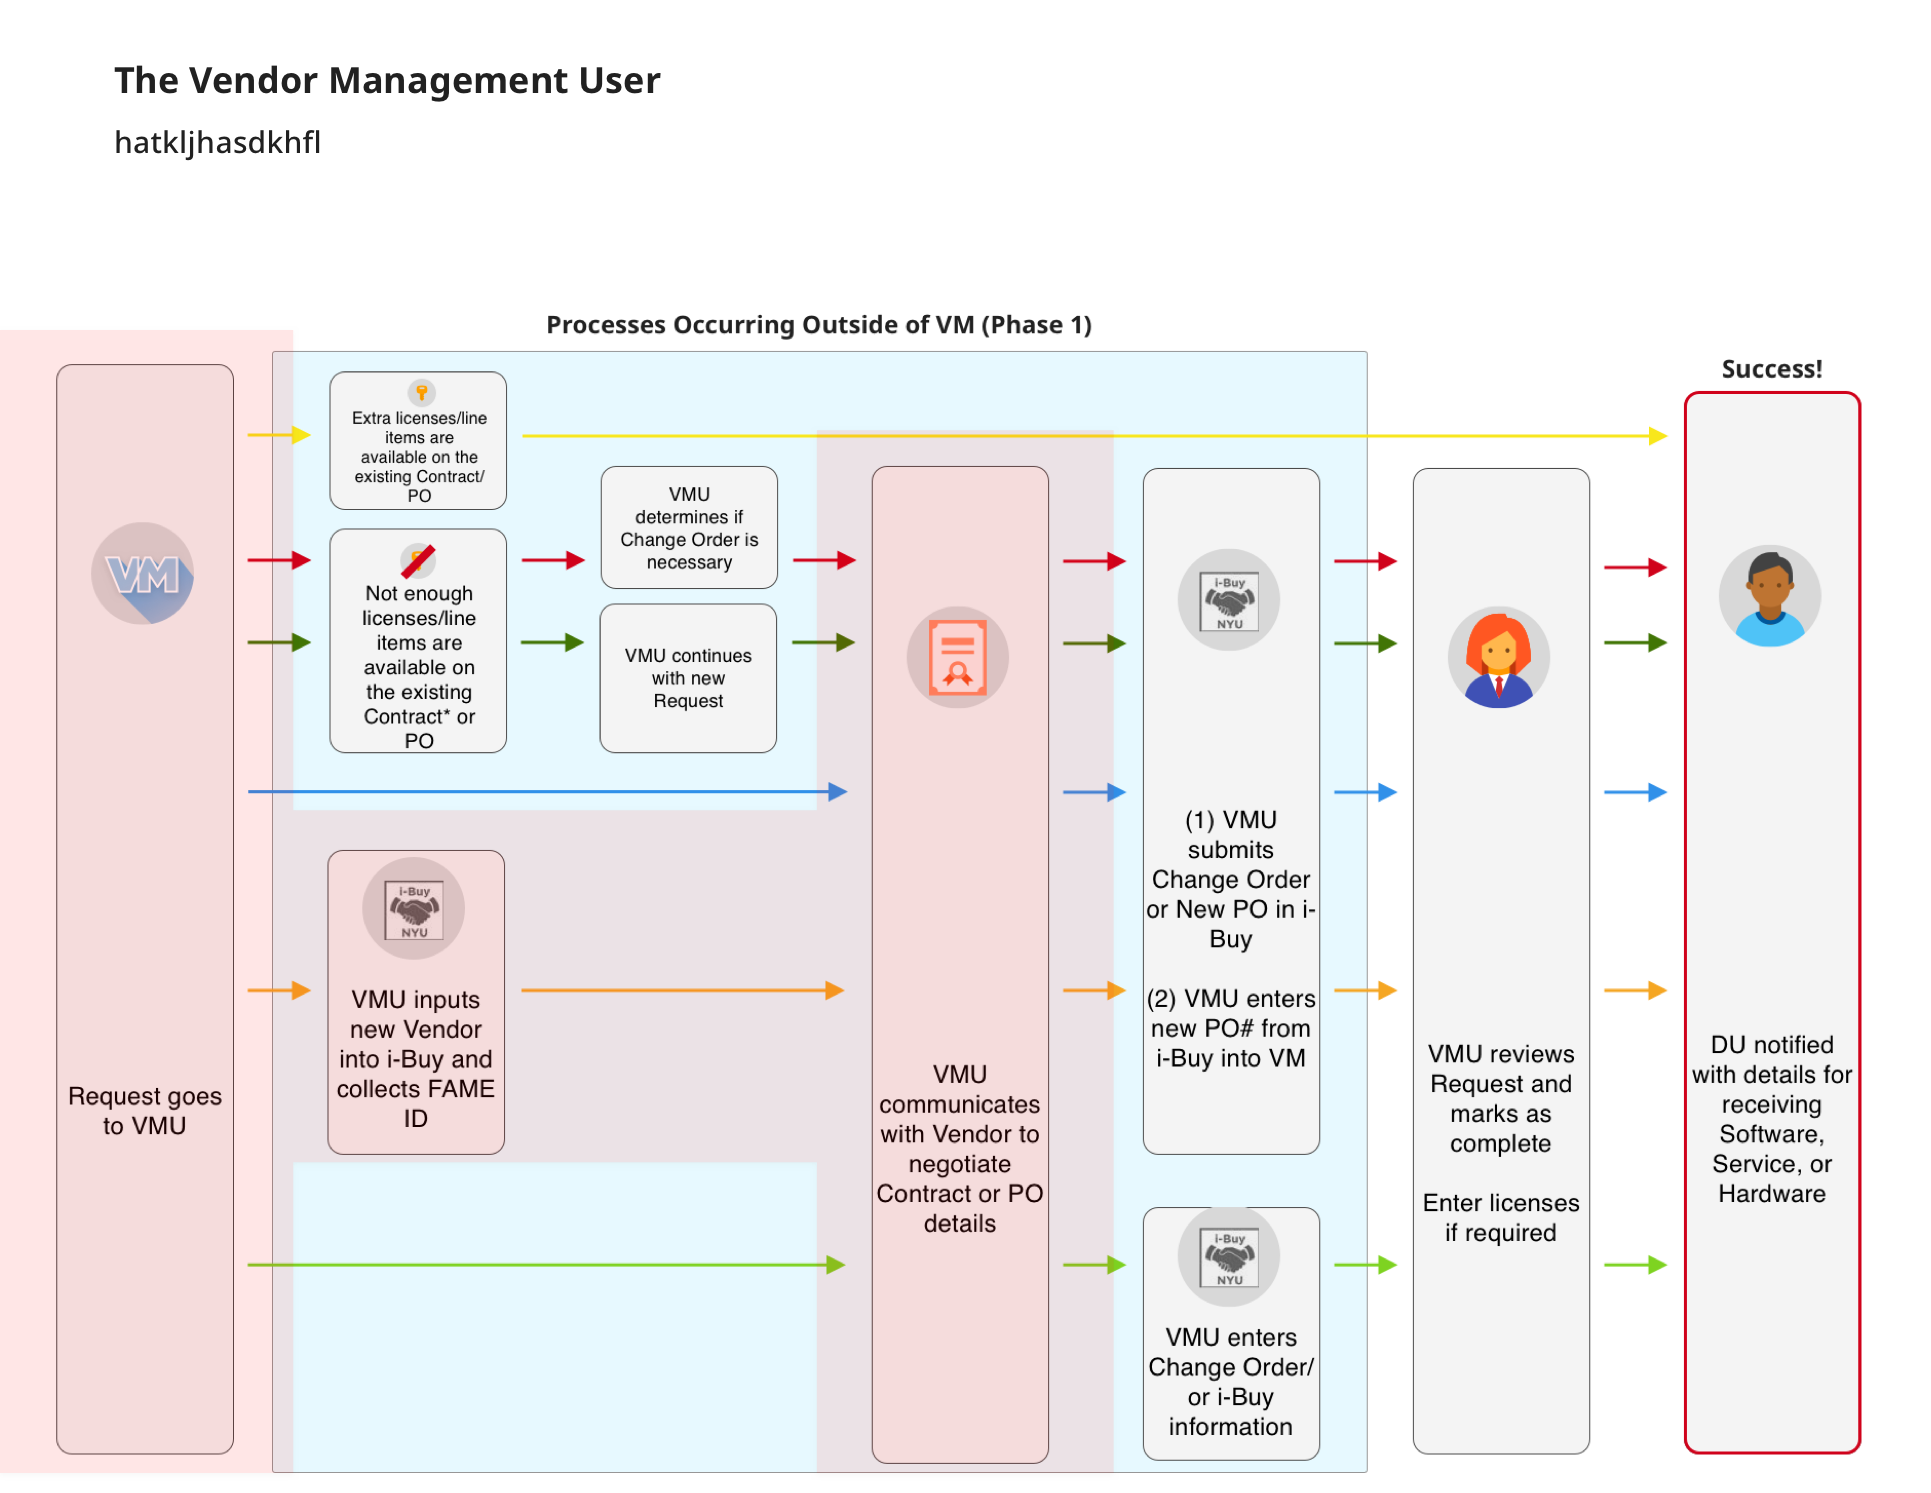 The Vendor Management User
hatkljhasdkhfl
Processes Occurring Outside of VM (Phase 1)
Success!
VM
Request goes
to VMU
Extra licenses/line
items are
available on the
existing Contract/
PO
Not enough
licenses/line
items are
available on
the existing
Contract* or
PO
VMU
determines if
Change Order is
necessary
VMU continues
with new
Request
i-Buy
NYU
VMU inputs
new Vendor
into i-Buy and
collects FAME
ID
VMU
communicates
with Vendor to
negotiate
Contract or PO
details
i-Buy
NYU
(1) VMU
submits
Change Order
or New PO in i-
Buy
(2) VMU enters
new PO# from
i-Buy into VM
i-Buy
NYU
VMU enters
Change Order/
or i-Buy
information
VMU reviews
Request and
marks as
complete
Enter licenses
if required
DU notified
with details for
receiving
Software,
Service, or
Hardware